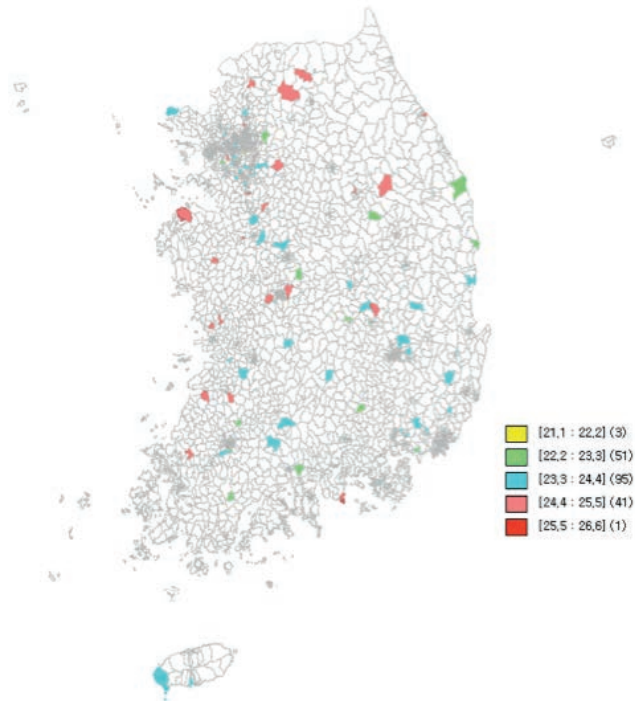 [21,1 : 22,2] (3)
[22,2 : 23,3] (51)
[23,3 : 24,4] (95)
[24,4 : 25,5] (41)
[25,5 : 26,6] (1)